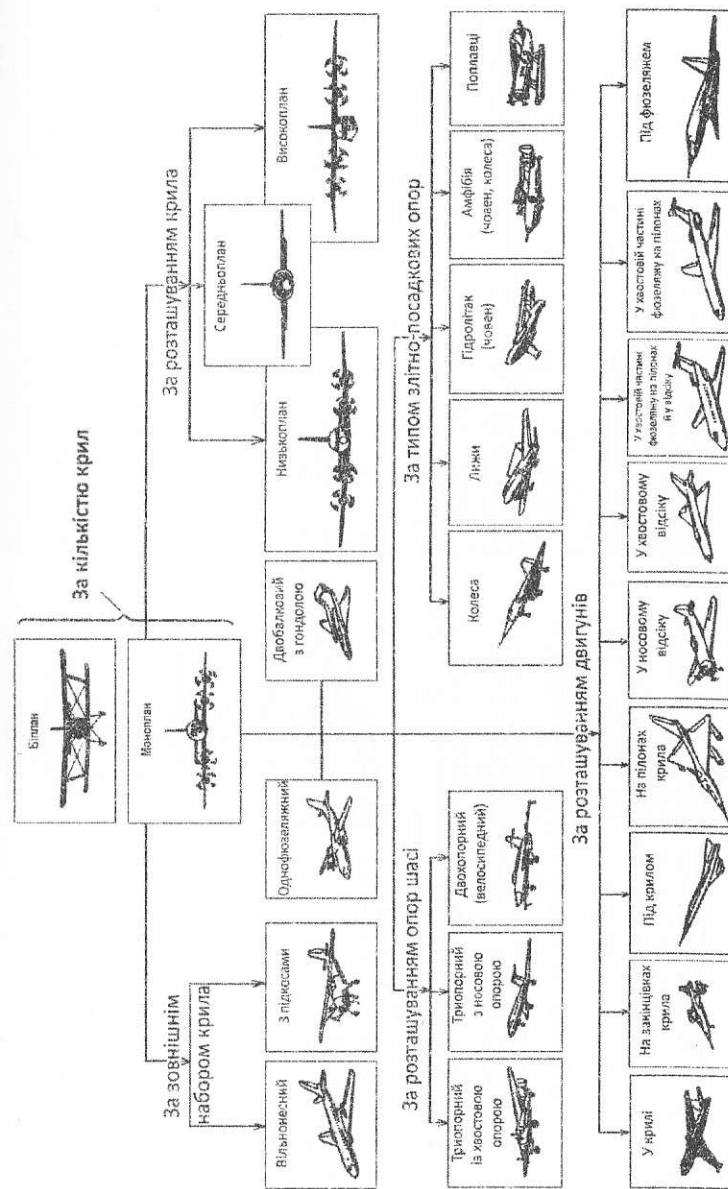 Біплан
За кількістю крил
Моноплан
За зовнішнім
набором крила
За розташуванням крила
Вільнонесний
З підкосами
Однофюзеляжний
Двобалковий
з гондолою
Низькоплан
Середньоплан
Високоплан
За розташуванням опор шасі
За типом злітно-посадкових опор
Триопорний
із хвостовою
опорою
Триопорний
з носовою
опорою
Двохопорний
(велосипедний)
Колеса
Лижи
Гідролітак
(човен)
Амфібія
(човен, колеса)
Поплавці
За розташуванням двигунів
У крилі
На закінцівках
крила
Під крилом
На пілонах
крила
У носовому
відсіку
У хвостовому
відсіку
У хвостовій частині
фюзеляжу на пілонах
й у відсіку
У хвостовій частині
фюзеляжу на пілонах
Під фюзеляжем